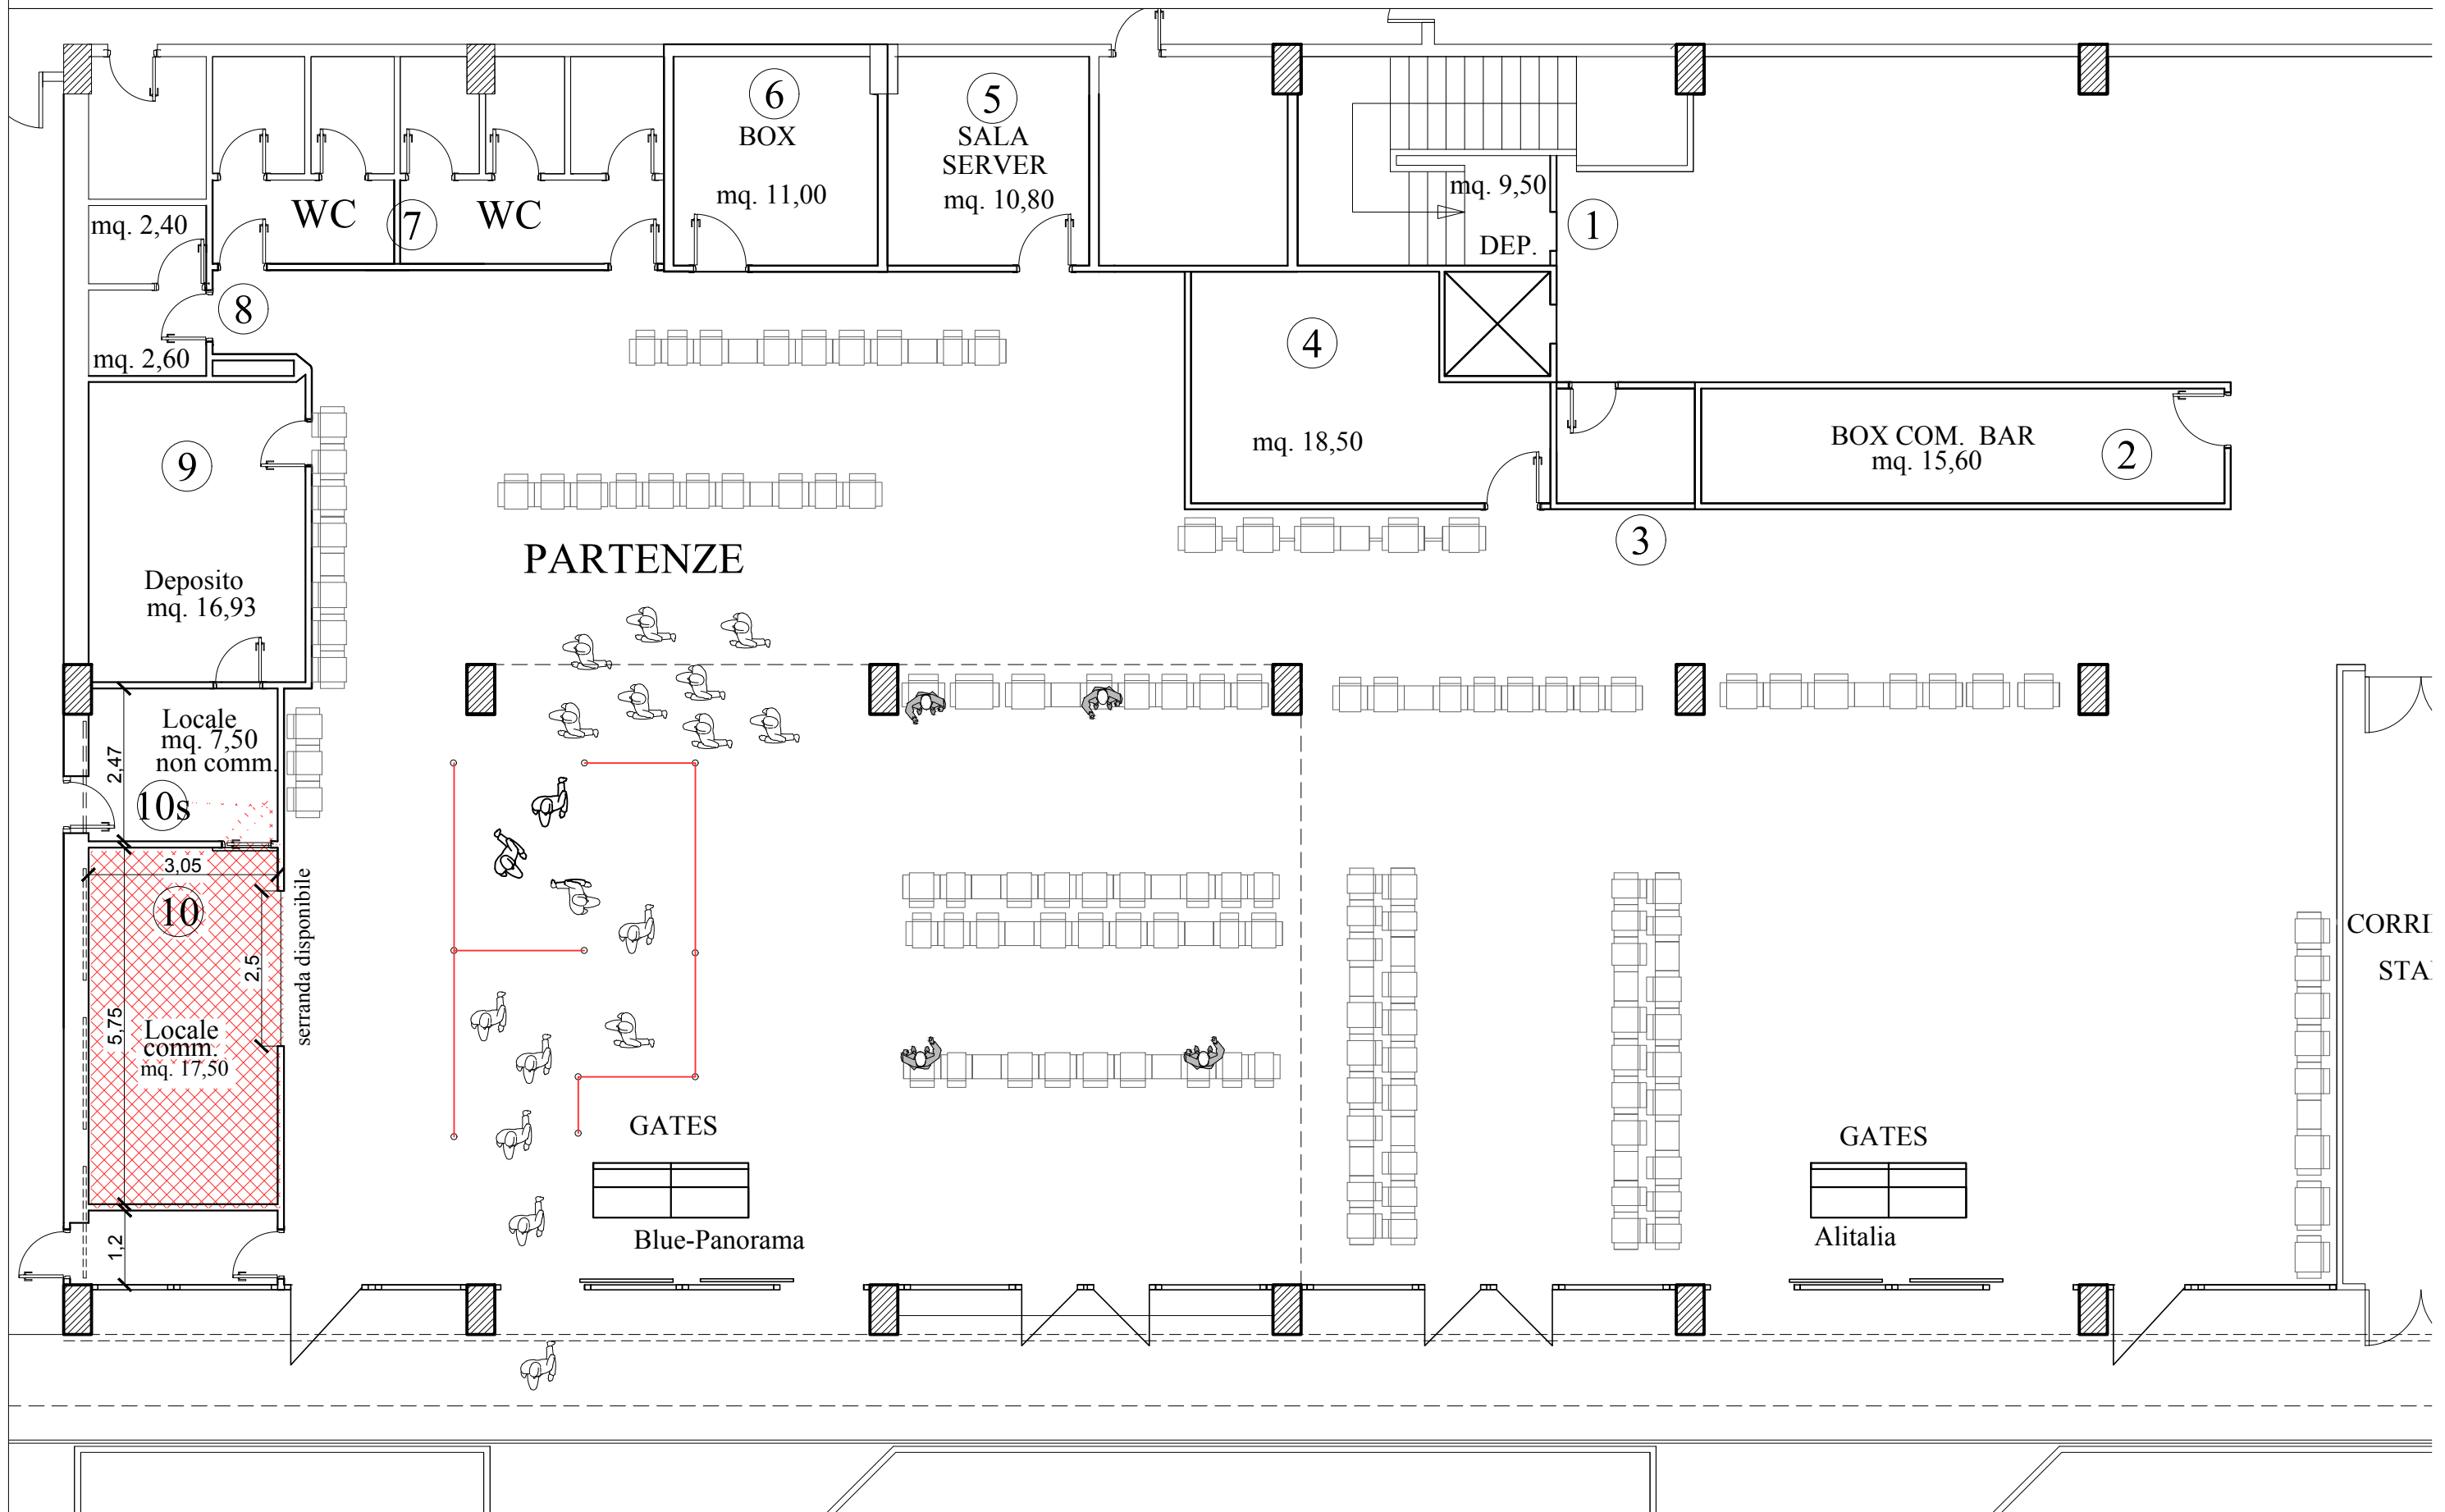 6
BOX
mq. 11,00
5
SALA
SERVER
mq. 10,80
mq. 9,50
DEP.
1
WC
7
WC
mq. 2,40
8
mq. 2,60
4
mq. 18,50
BOX COM. BAR
mq. 15,60
2
3
9
Deposito
mq. 16,93
PARTENZE
Locale
mq. 7,50
non comm.
2,47
10s
3,05
10
2,5
serranda disponibile
5,75
Locale
comm.
mq. 17,50
1,2
GATES
Blue-Panorama
GATES
Alitalia
CORRI
STA